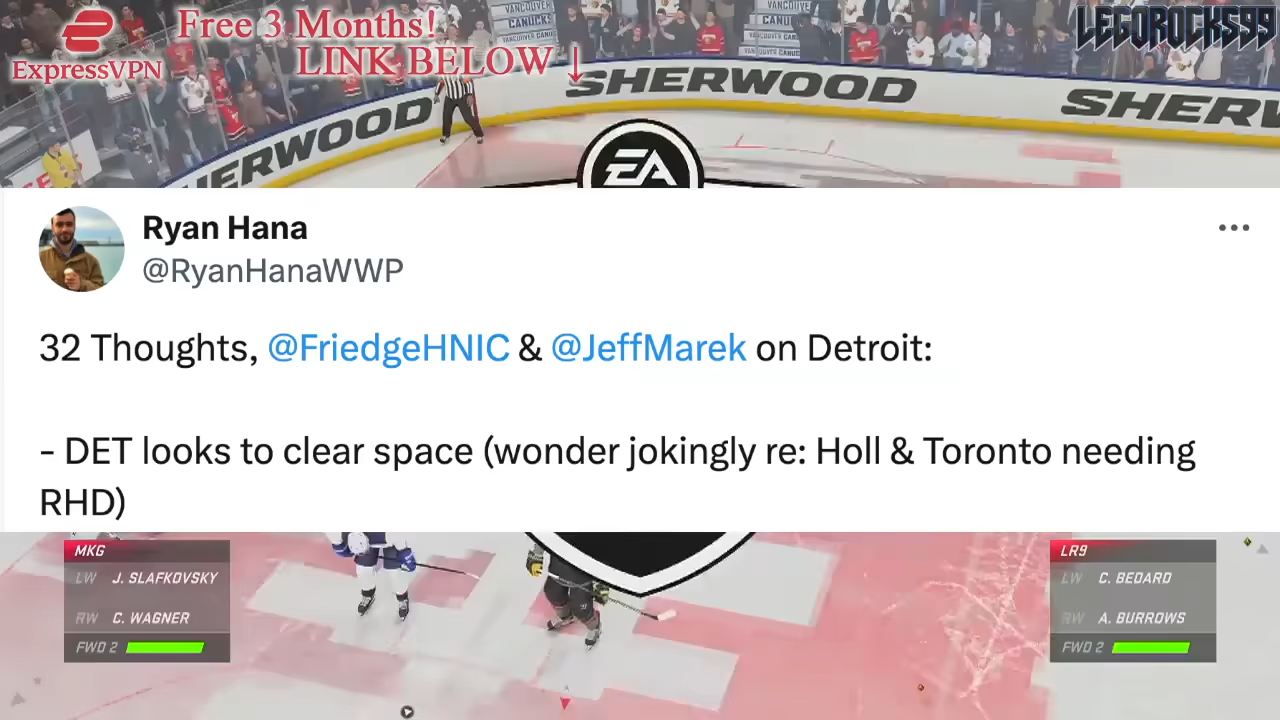 ExpressVPN
Free 3 Months!
LINK BELOW ↓
LEGOROCKS99
VANCOUVER
CANUCKS
VANCOUVER CANUCKS
SHERWOOD
SHERWOOD
SHERW
EA
Ryan Hana
@RyanHanaWWP
32 Thoughts, @FriedgeHNIC & @JeffMarek on Detroit:
- DET looks to clear space (wonder jokingly re: Holl & Toronto needing
RHD)
MKG
LW J. SLAFKOVSKY
RW C. WAGNER
FWD 2
LR9
LW C. BEDARD
RW A. BURROWS
FWD 2